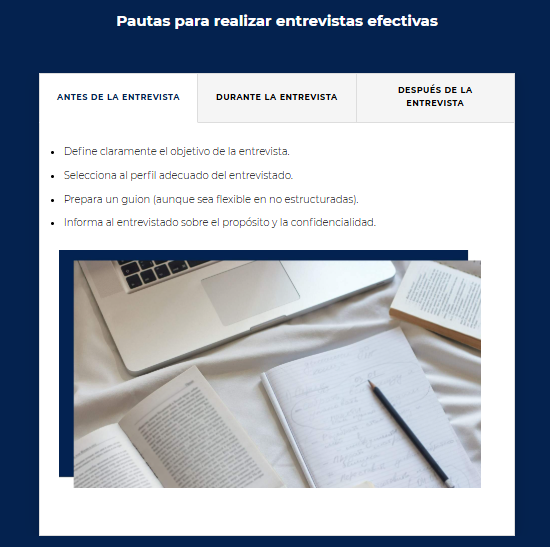 Pautas para realizar entrevistas efectivas
ANTES DE LA ENTREVISTA
DURANTE LA ENTREVISTA
DESPUÉS DE LA
ENTREVISTA
• Define claramente el objetivo de la entrevista.
• Selecciona al perfil adecuado del entrevistado.
• Prepara un guion (aunque sea flexible en no estructuradas).
• Informa al entrevistado sobre el propósito y la confidencialidad.